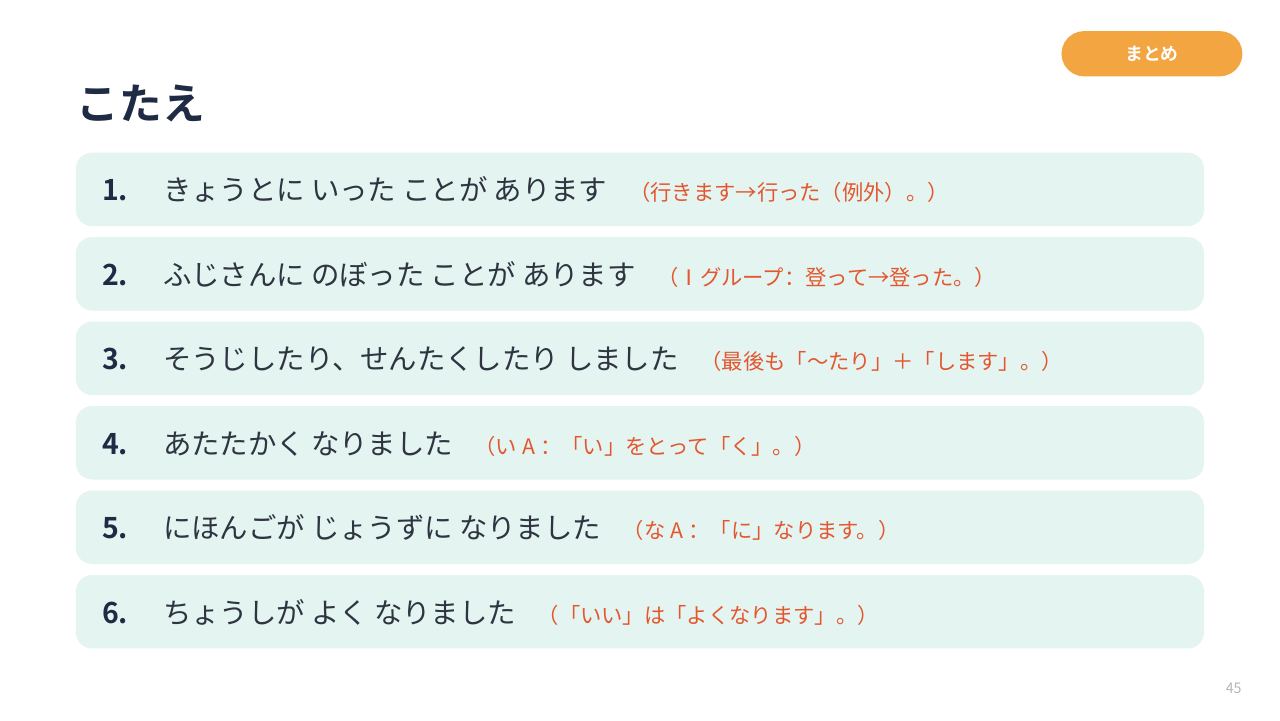 まとめ
こたえ
1. きょうとに いった ことが あります （行きます→行った（例外）。）
2. ふじさんに のぼった ことが あります （Ⅰグループ：登って→登った。）
3. そうじしたり、せんたくしたり しました （最後も「〜たり」＋「します」。）
4. あたたかく なりました （いA：「い」をとって「く」。）
5. にほんごが じょうずに なりました （なA：「に」なります。）
6. ちょうしが よく なりました （「いい」は「よくなります」。）
45